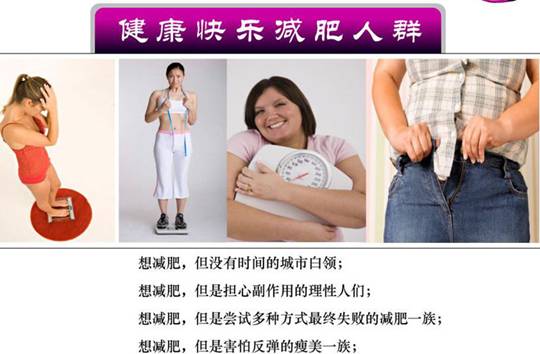 健康快乐减肥人群
想减肥，但没有时间的城市白领；
想减肥，但是担心副作用的理性人们；
想减肥，但是尝试多种方式最终失败的减肥一族；
想减肥，但是害怕反弹的瘦美一族；